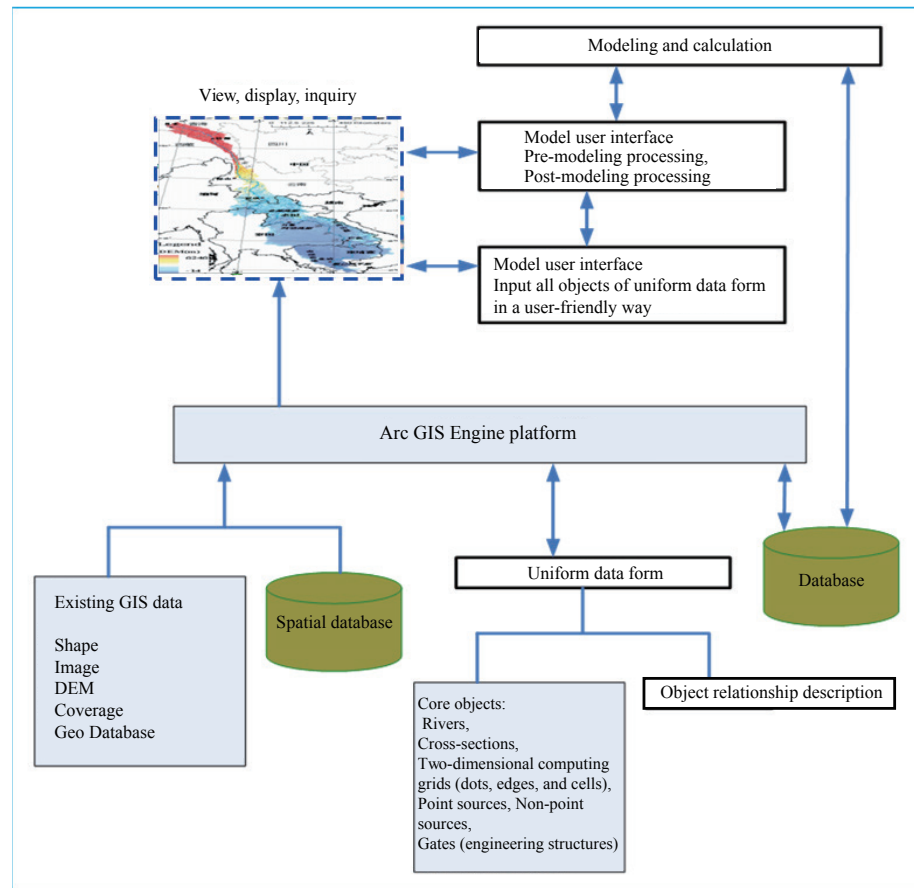 Modeling and calculation
View, display, inquiry
Model user interface
Pre-modeling processing,
Post-modeling processing
Model user interface
Input all objects of uniform data form
in a user-friendly way
Arc GIS Engine platform
Existing GIS data
Shape
Image
DEM
Coverage
Geo Database
Spatial database
Uniform data form
Database
Core objects:
Rivers,
Cross-sections,
Two-dimensional computing
grids (dots, edges, and cells),
Point sources, Non-point
sources,
Gates (engineering structures)
Object relationship description